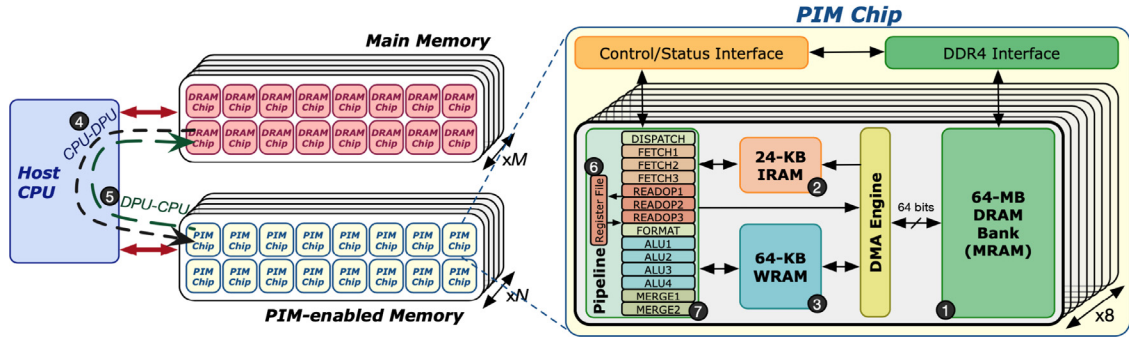 Main Memory
DRAM DRAM DRAM DRAM DRAM DRAM DRAM DRAM
Chip Chip Chip Chip Chip Chip Chip Chip
DRAM DRAM DRAM DRAM DRAM DRAM DRAM DRAM
Chip Chip Chip Chip Chip Chip Chip Chip
xM
Host
CPU
4
CPU-DPU
5
DPU-CPU
PIM PIM PIM PIM PIM PIM PIM PIM
Chip Chip Chip Chip Chip Chip Chip Chip
PIM PIM PIM PIM PIM PIM PIM PIM
Chip Chip Chip Chip Chip Chip Chip Chip
xN
PIM-enabled Memory
PIM Chip
Control/Status Interface
DDR4 Interface
Pipeline
6
Register File
DISPATCH
FETCH1
FETCH2
FETCH3
READOP1
READOP2
READOP3
FORMAT
ALU1
ALU2
ALU3
ALU4
MERGE1
MERGE2
7
24-KB
IRAM
2
64-KB
WRAM
3
DMA Engine
64 bits
64-MB
DRAM
Bank
(MRAM)
1
x8